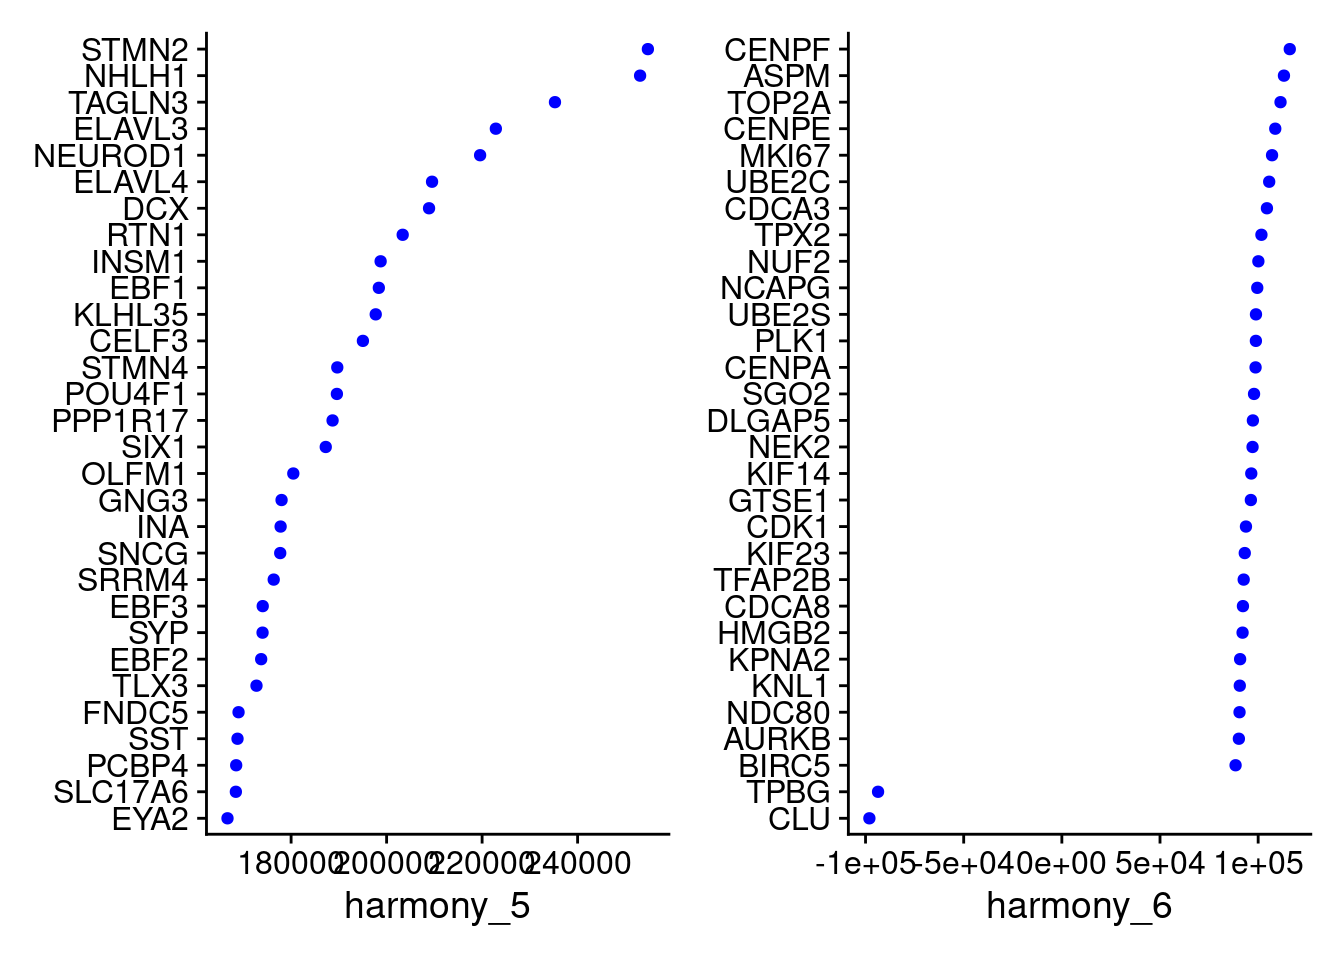 STMN2
NHLH1
TAGLN3
ELAVL3
NEUROD1
ELAVL4
DCX
RTN1
INSM1
EBF1
KLHL35
CELF3
STMN4
POU4F1
PPP1R17
SIX1
OLFM1
GNG3
INA
SNCG
SRRM4
EBF3
SYP
EBF2
TLX3
FNDC5
SST
PCBP4
SLC17A6
EYA2
180000 200000 220000 240000
harmony_5
CENPF
ASPM
TOP2A
CENPE
MKI67
UBE2C
CDCA3
TPX2
NUF2
NCAPG
UBE2S
PLK1
CENPA
SGO2
DLGAP5
NEK2
KIF14
GTSE1
CDK1
KIF23
TFAP2B
CDCA8
HMGB2
KPNA2
KNL1
NDC80
AURKB
BIRC5
TPBG
CLU
-1e+05 -5e+04 0e+00 5e+04 1e+05
harmony_6